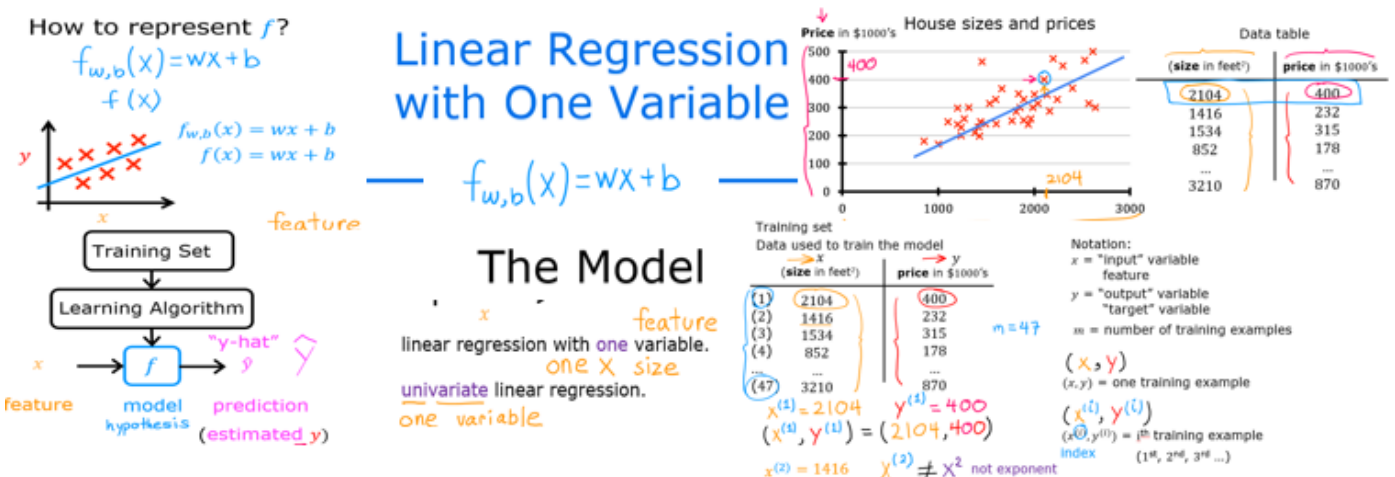 How to represent f?
f_{w,b}(x) = wx + b
f(x)
f_{w,b}(x) = wx + b
f(x) = wx + b
y
x
feature
Training Set
Learning Algorithm
x
f
"y-hat"
ŷ
ŷ
feature
model
hypothesis
prediction
(estimated y)
Linear Regression
with One Variable
f_{w,b}(x) = wx + b
The Model
x
feature
linear regression with one variable.
one x size
univariate linear regression.
one variable
House sizes and prices
Price in $1000's
500
400
400
300
200
100
0
2104
0 1000 2000 3000
Data table
(size in feet²) price in $1000's
2104 400
1416 232
1534 315
852 178
... ...
3210 870
Training set
Data used to train the model
x y
(size in feet²) price in $1000's
(1) 2104 400
(2) 1416 232
(3) 1534 315
(4) 852 178
... ... ...
(47) 3210 870
m = 47
x^{(1)} = 2104 y^{(1)} = 400
(x^{(1)}, y^{(1)}) = (2104, 400)
x^{(2)} = 1416 x^{(2)} ≠ x² not exponent
Notation:
x = "input" variable
feature
y = "output" variable
"target" variable
m = number of training examples
(x, y)
(x, y) = one training example
(x^{(i)}, y^{(i)})
(x^{(i)}, y^{(i)}) = i^{th} training example
index
(1st, 2nd, 3rd ...)